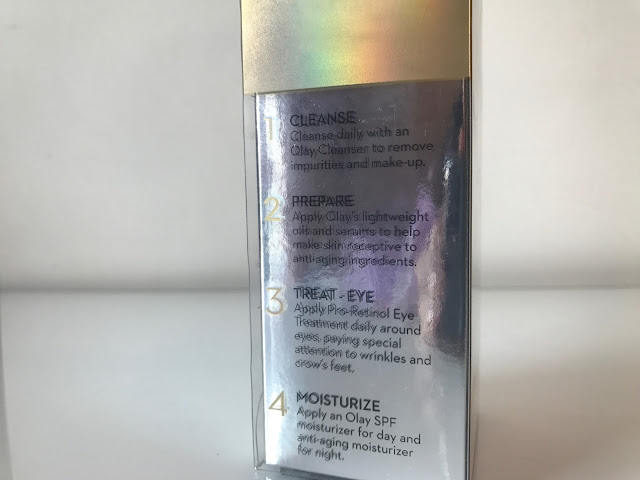 1 CLEANSE
Cleanse daily with an
Olay Cleanser to remove
impurities and make-up.
2 PREPARE
Apply Olay's lightweight
oils and serums to help
make skin receptive to
anti-aging ingredients.
3 TREAT - EYE
Apply Pro-Retinol Eye
Treatment daily around
eyes, paying special
attention to wrinkles and
crow's feet.
4 MOISTURIZE
Apply an Olay SPF
moisturizer for day and
anti-aging moisturizer
for night.